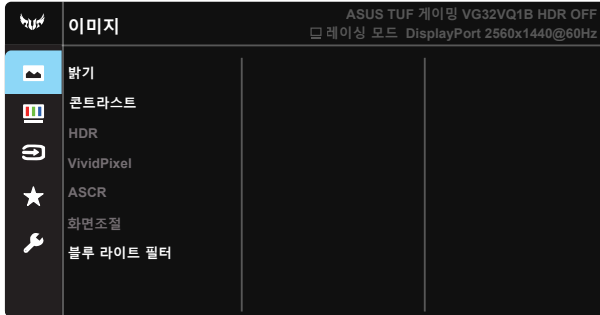 이미지
ASUS TUF 게이밍 VG32VQ1B HDR OFF
레이싱 모드 DisplayPort 2560x1440@60Hz
밝기
콘트라스트
HDR
VividPixel
ASCR
화면조절
블루 라이트 필터